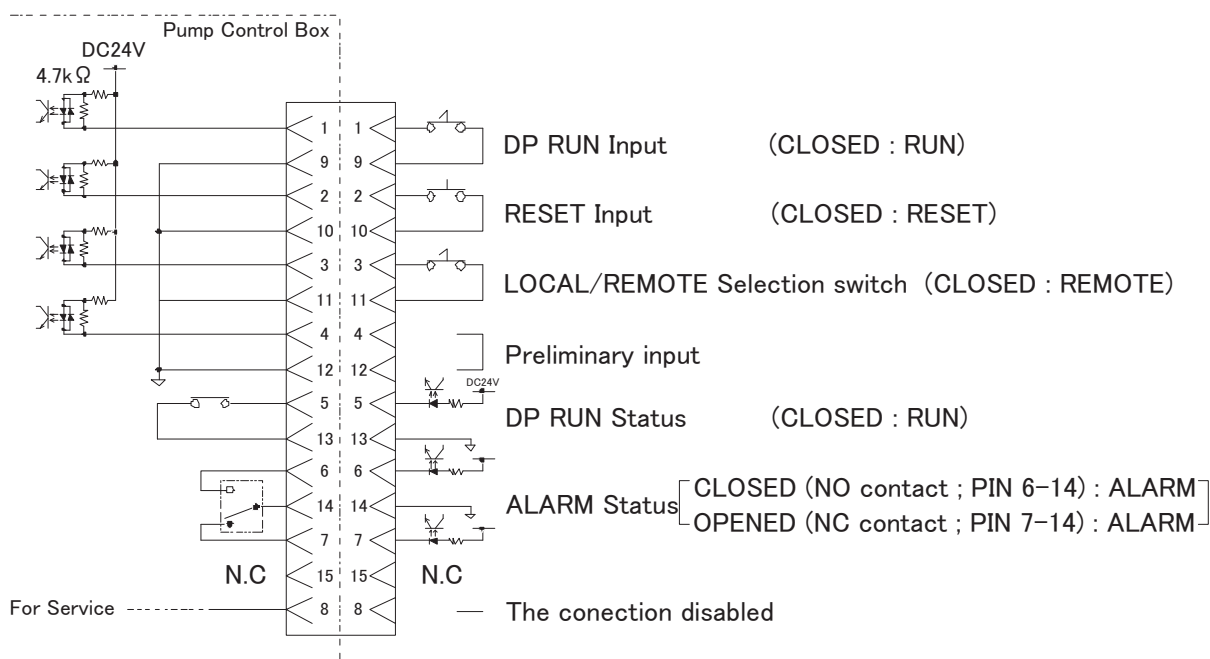 Pump Control Box
DC24V
4.7kΩ
1 1
9 9
2 2
10 10
3 3
11 11
4 4
12 12
5 5
13 13
6 6
14 14
7 7
15 15
8 8
DP RUN Input (CLOSED : RUN)
RESET Input (CLOSED : RESET)
LOCAL/REMOTE Selection switch (CLOSED : REMOTE)
Preliminary input
DC24V
DP RUN Status (CLOSED : RUN)
ALARM Status
CLOSED (NO contact ; PIN 6-14) : ALARM
OPENED (NC contact ; PIN 7-14) : ALARM
N.C
N.C
For Service
The conection disabled